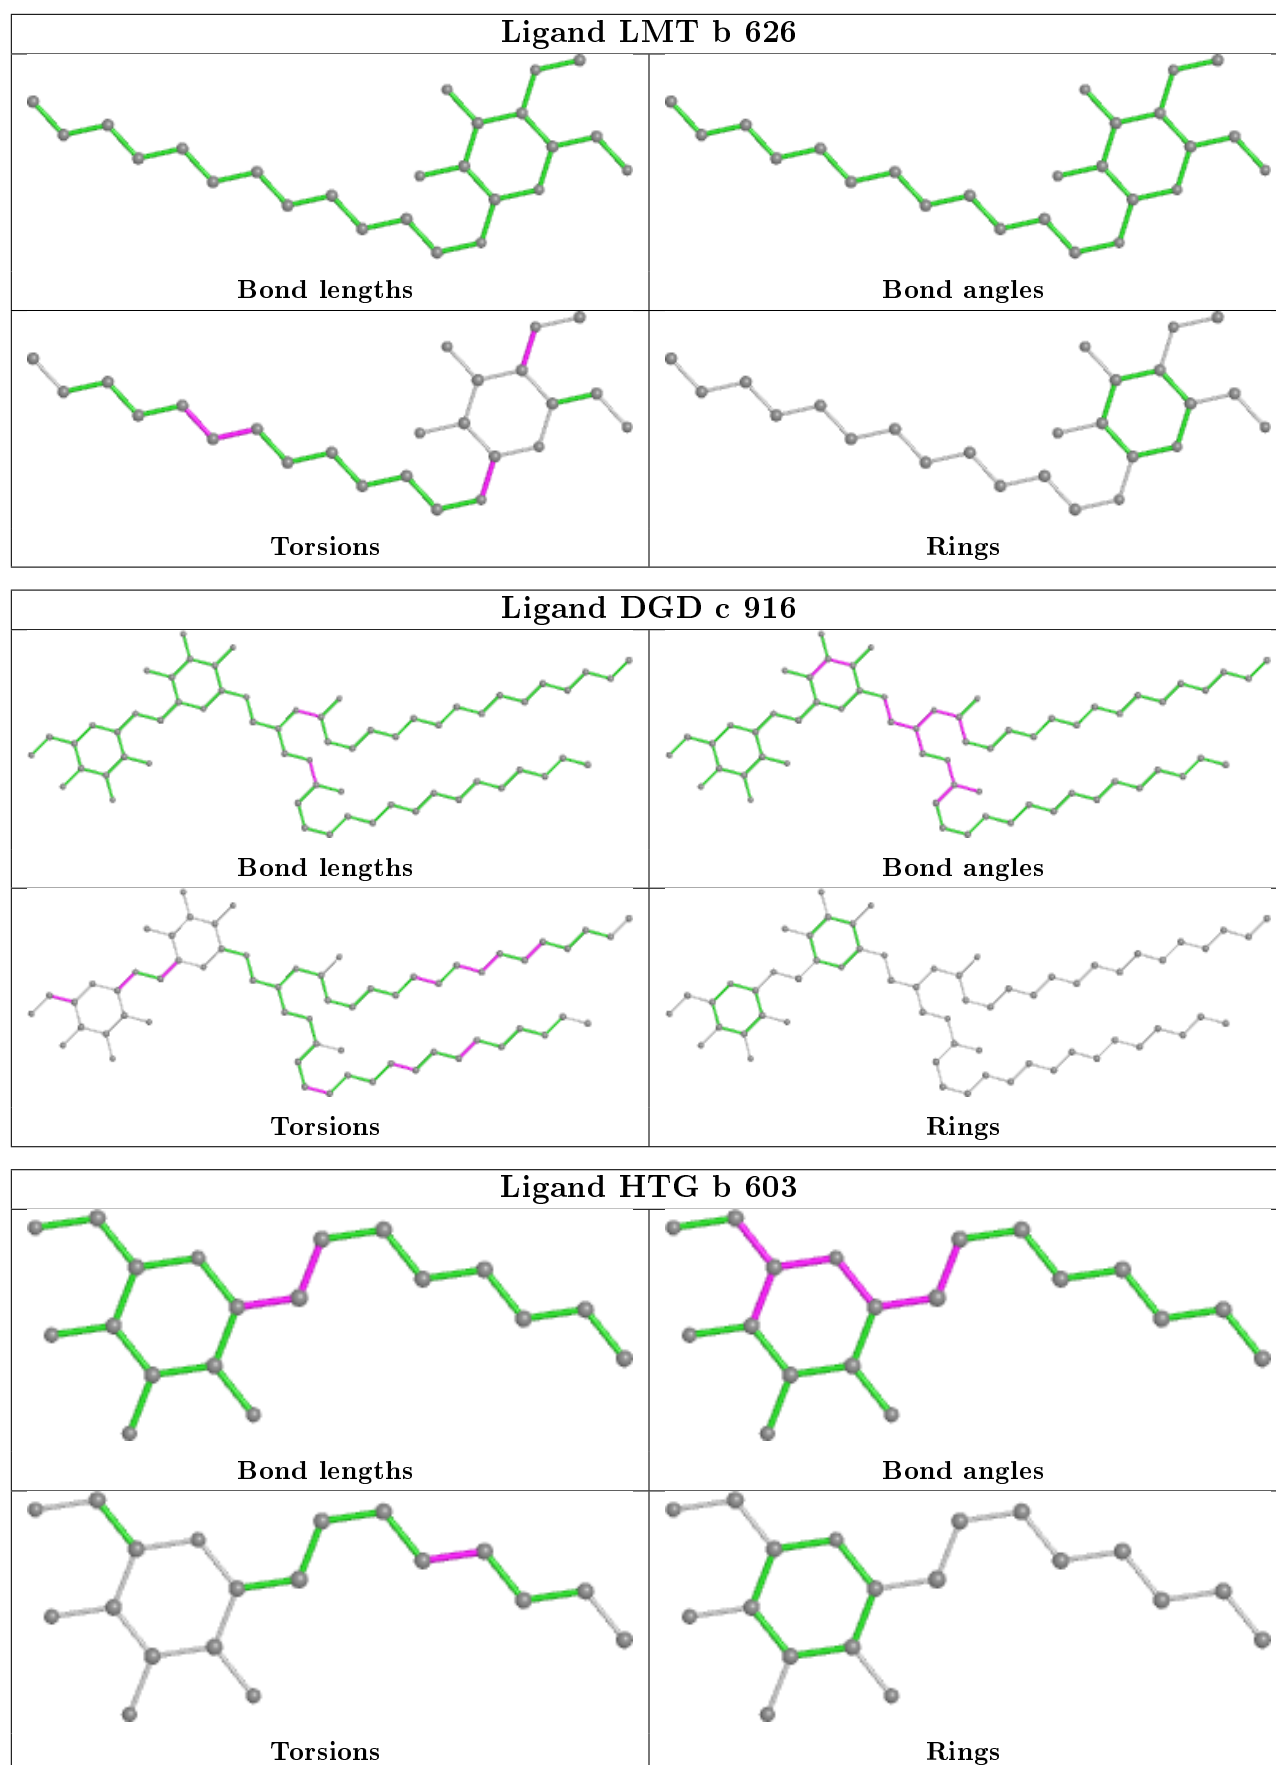 Ligand LMT b 626
Bond lengths
Bond angles
Torsions
Rings
Ligand DGD c 916
Bond lengths
Bond angles
Torsions
Rings
Ligand HTG b 603
Bond lengths
Bond angles
Torsions
Rings